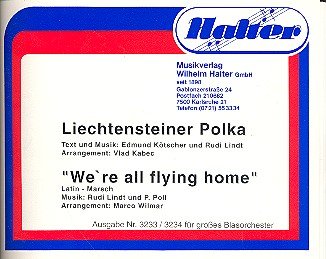 Halter
Musikverlag
Wilhelm Halter GmbH
seit 1898
Gablonzerstraße 24
Postfach 210662
7500 Karlsruhe 21
Telefon (0721) 553334
Liechtensteiner Polka
Text und Musik: Edmund Kötscher und Rudi Lindt
Arrangement: Vlad Kabec
"We`re all flying home"
Latin - Marsch
Musik: Rudi Lindt und P. Poll
Arrangement: Marco Wilmar
Ausgabe Nr. 3233 / 3234 für großes Blasorchester